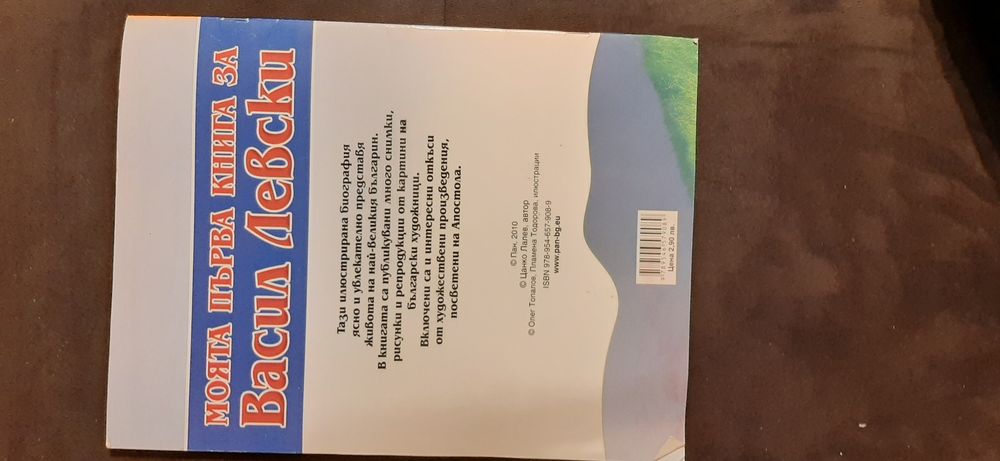 МОЯТА ПЪРВА КНИГА ЗА
Васил Левски
Тази илюстрирана биография
ясно и увлекателно представя
живота на най-великия българин.
В книгата са публикувани много снимки,
рисунки и репродукции от картини на
български художници.
Включени са и интересни откъси
от художествени произведения,
посветени на Апостола.
© Пан, 2010
© Цанко Лалев, автор
© Олег Топалов, Пламена Тодорова, илюстрации
ISBN 978-954-657-908-9
www.pan-bg.eu
9789546579089
Цена 2.90 лв.